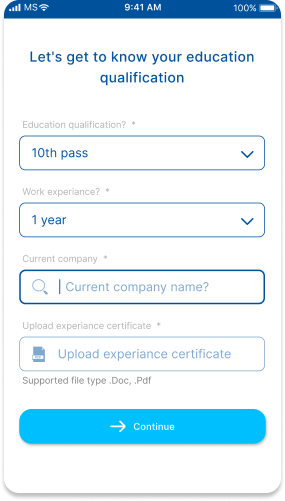 MS
9:41 AM
100%
Let's get to know your education
qualification
Education qualification? *
10th pass
Work experiance? *
1 year
Current company *
Current company name?
Upload experiance certificate *
Upload experiance certificate
Supported file type .Doc, .Pdf
Continue